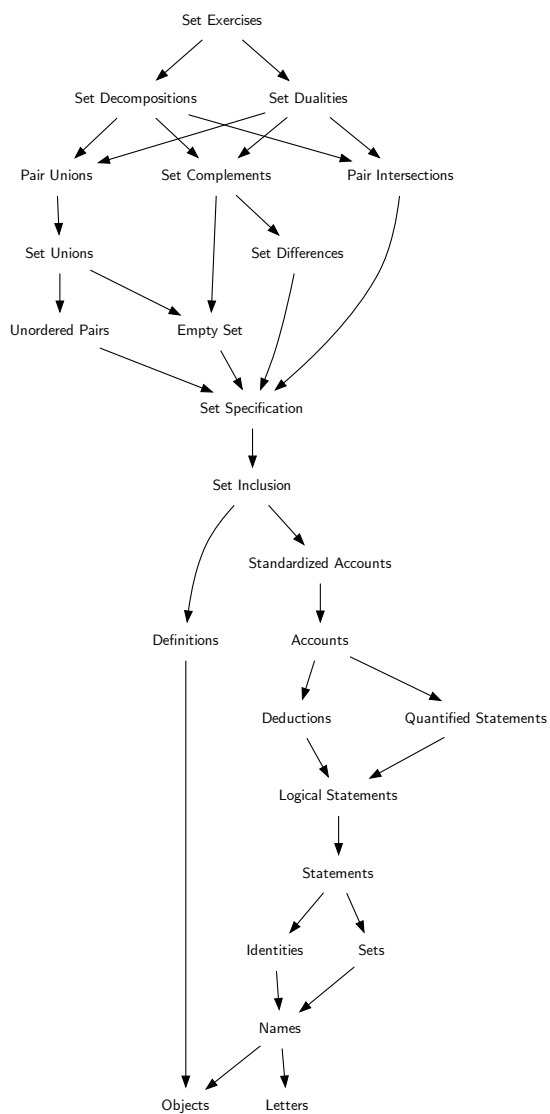 Set Exercises
Set Decompositions
Set Dualities
Pair Unions
Set Complements
Pair Intersections
Set Unions
Set Differences
Unordered Pairs
Empty Set
Set Specification
Set Inclusion
Standardized Accounts
Definitions
Accounts
Deductions
Quantified Statements
Logical Statements
Statements
Identities
Sets
Names
Objects
Letters